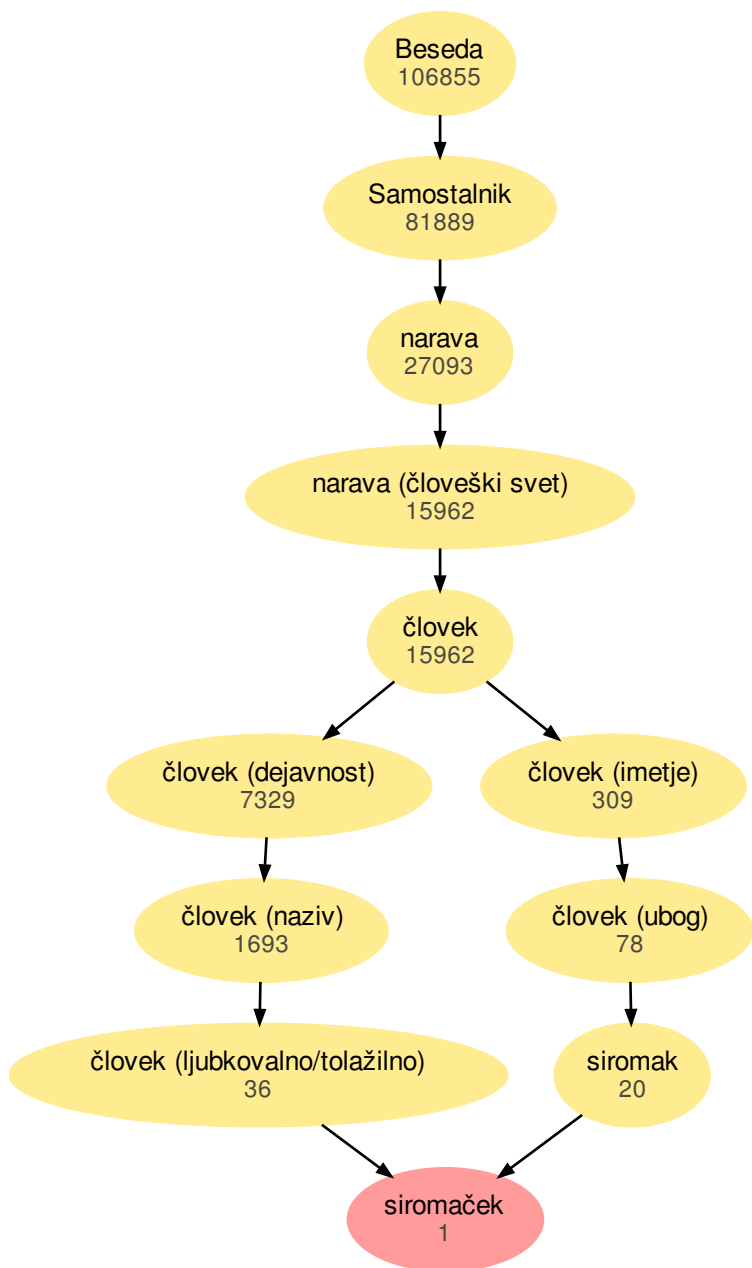 Beseda
106855
Samostalnik
81889
narava
27093
narava (človeški svet)
15962
človek
15962
človek (dejavnost)
7329
človek (imetje)
309
človek (naziv)
1693
človek (ubog)
78
človek (ljubkovalno/tolažilno)
36
siromak
20
siromaček
1